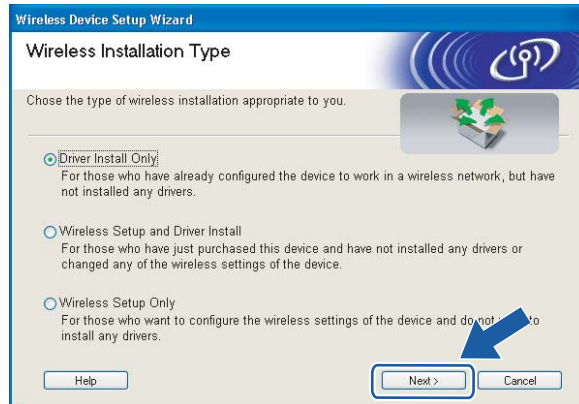 Wireless Device Setup Wizard
Wireless Installation Type
Chose the type of wireless installation appropriate to you.
Driver Install Only
For those who have already configured the device to work in a wireless network, but have
not installed any drivers.
Wireless Setup and Driver Install
For those who have just purchased this device and have not installed any drivers or
changed any of the wireless settings of the device.
Wireless Setup Only
For those who want to configure the wireless settings of the device and do not to
install any drivers.
Help
Next >
Cancel